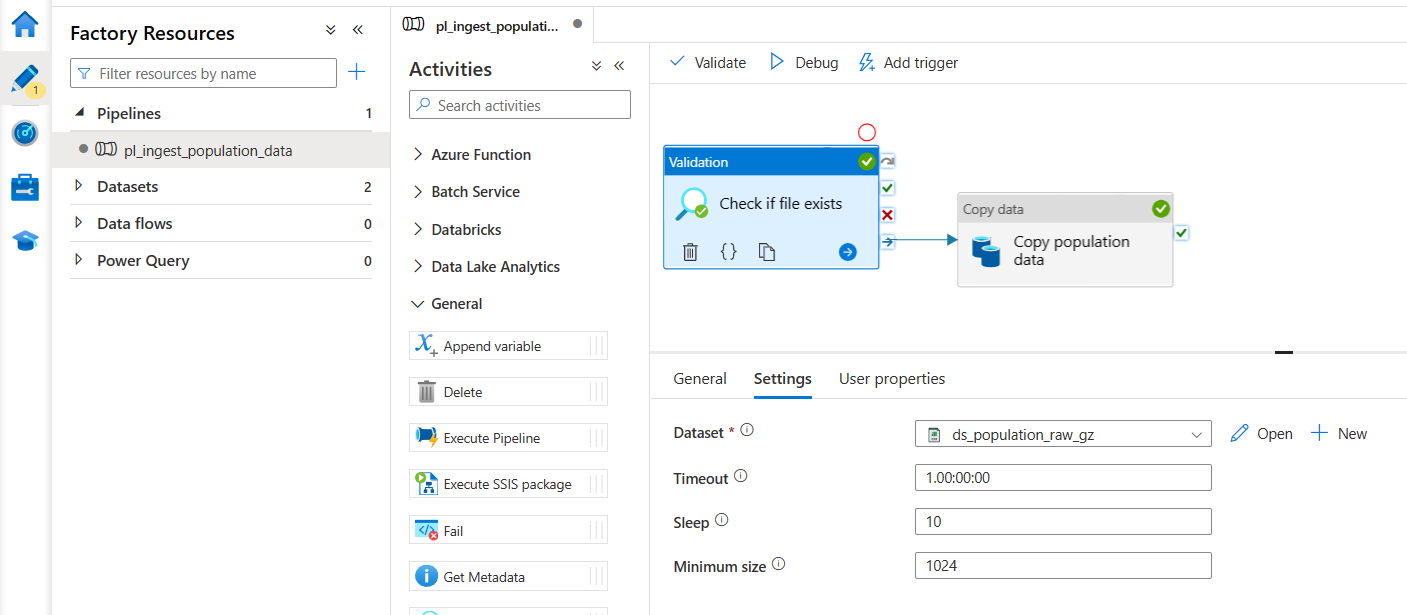 Factory Resources
Filter resources by name
1
Pipelines 1
pl_ingest_population_data
Datasets 2
Data flows 0
Power Query 0
pl_ingest_populati...
Activities
Search activities
Azure Function
Batch Service
Databricks
Data Lake Analytics
General
Append variable
Delete
Execute Pipeline
Execute SSIS package
Fail
Get Metadata
Validate Debug Add trigger
Validation
Check if file exists
{}
Copy data
Copy population
data
General Settings User properties
Dataset * ds_population_raw_gz Open New
Timeout 1.00:00:00
Sleep 10
Minimum size 1024